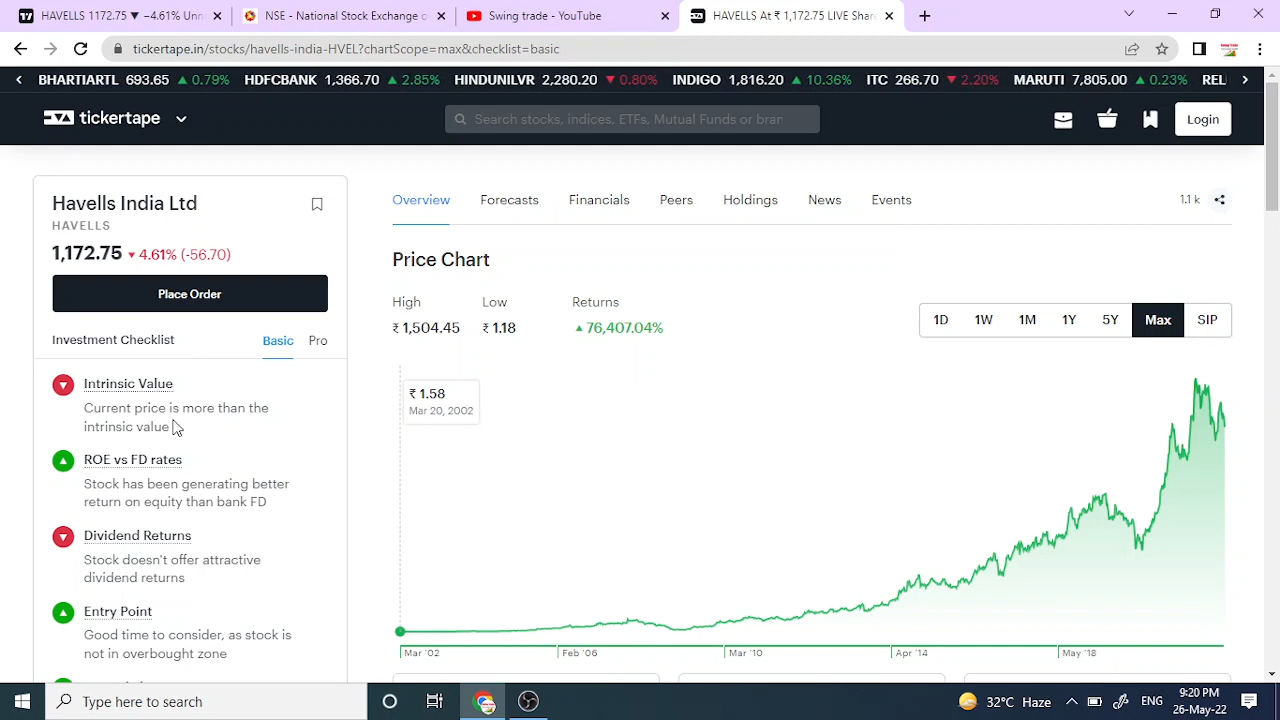 HAVELLS 1172.75 ▼ −4.61% Unn
NSE - National Stock Exchange
Swing trade - YouTube
HAVELLS At ₹ 1,172.75 LIVE Share
tickertape.in/stocks/havells-india-HVEL?chartScope=max&checklist=basic
BHARTIARTL 693.65 ▲ 0.79% HDFCBANK 1,366.70 ▲ 2.85% HINDUNILVR 2,280.20 ▼ 0.80% INDIGO 1,816.20 ▲ 10.36% ITC 266.70 ▼ 2.20% MARUTI 7,805.00 ▲ 0.23% REL
tickertape
Search stocks, indices, ETFs, Mutual Funds or bran
Login
Havells India Ltd
HAVELLS
1,172.75 ▼ 4.61% (-56.70)
Place Order
Investment Checklist Basic Pro
Intrinsic Value
Current price is more than the
intrinsic value
ROE vs FD rates
Stock has been generating better
return on equity than bank FD
Dividend Returns
Stock doesn't offer attractive
dividend returns
Entry Point
Good time to consider, as stock is
not in overbought zone
Overview Forecasts Financials Peers Holdings News Events 1.1 k
Price Chart
High Low Returns
₹ 1,504.45 ₹ 1.18 ▲ 76,407.04%
1D 1W 1M 1Y 5Y Max SIP
₹ 1.58
Mar 20, 2002
Mar '02 Feb '06 Mar '10 Apr '14 May '18
Type here to search
32°C Haze
ENG
9:20 PM
26-May-22